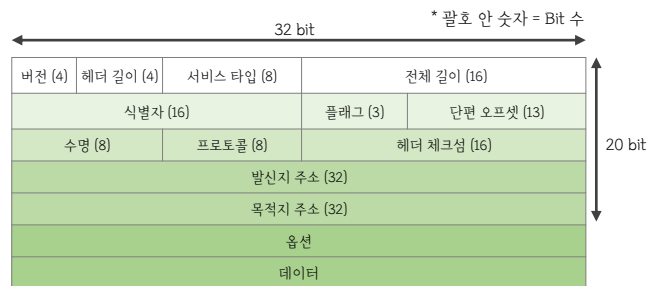 * 괄호 안 숫자 = Bit 수
32 bit
버전 (4) 헤더 길이 (4) 서비스 타입 (8) 전체 길이 (16)
식별자 (16) 플래그 (3) 단편 오프셋 (13)
수명 (8) 프로토콜 (8) 헤더 체크섬 (16)
20 bit
발신지 주소 (32)
목적지 주소 (32)
옵션
데이터